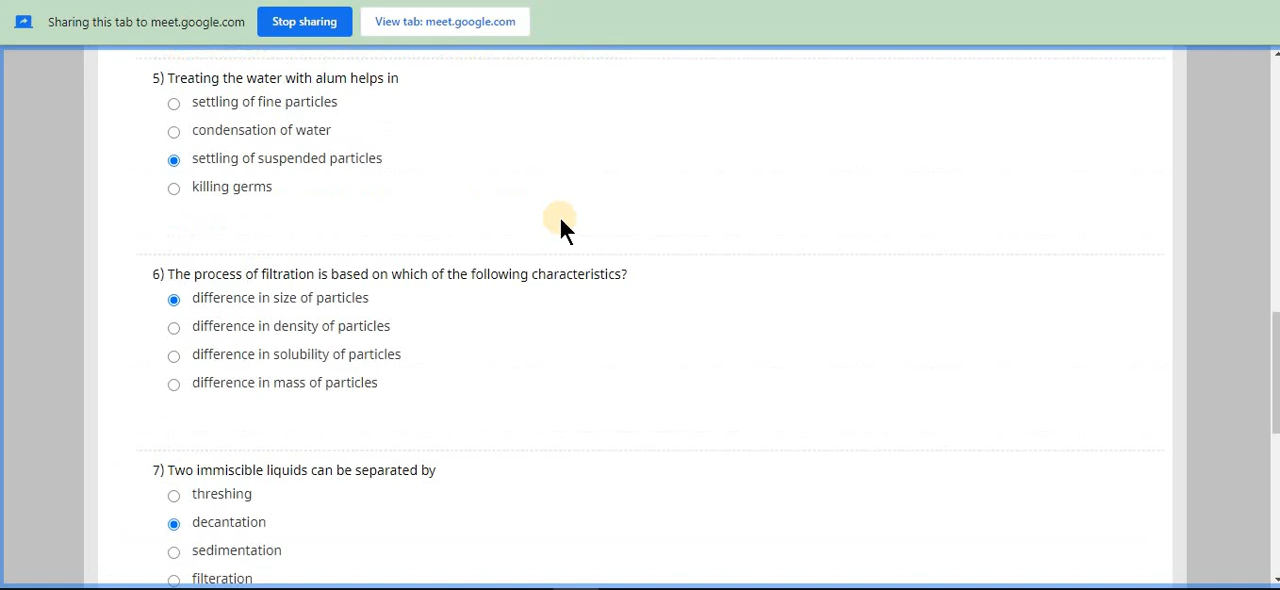 Sharing this tab to meet.google.com Stop sharing View tab: meet.google.com
5) Treating the water with alum helps in
settling of fine particles
condensation of water
settling of suspended particles
killing germs
6) The process of filtration is based on which of the following characteristics?
difference in size of particles
difference in density of particles
difference in solubility of particles
difference in mass of particles
7) Two immiscible liquids can be separated by
threshing
decantation
sedimentation
filteration